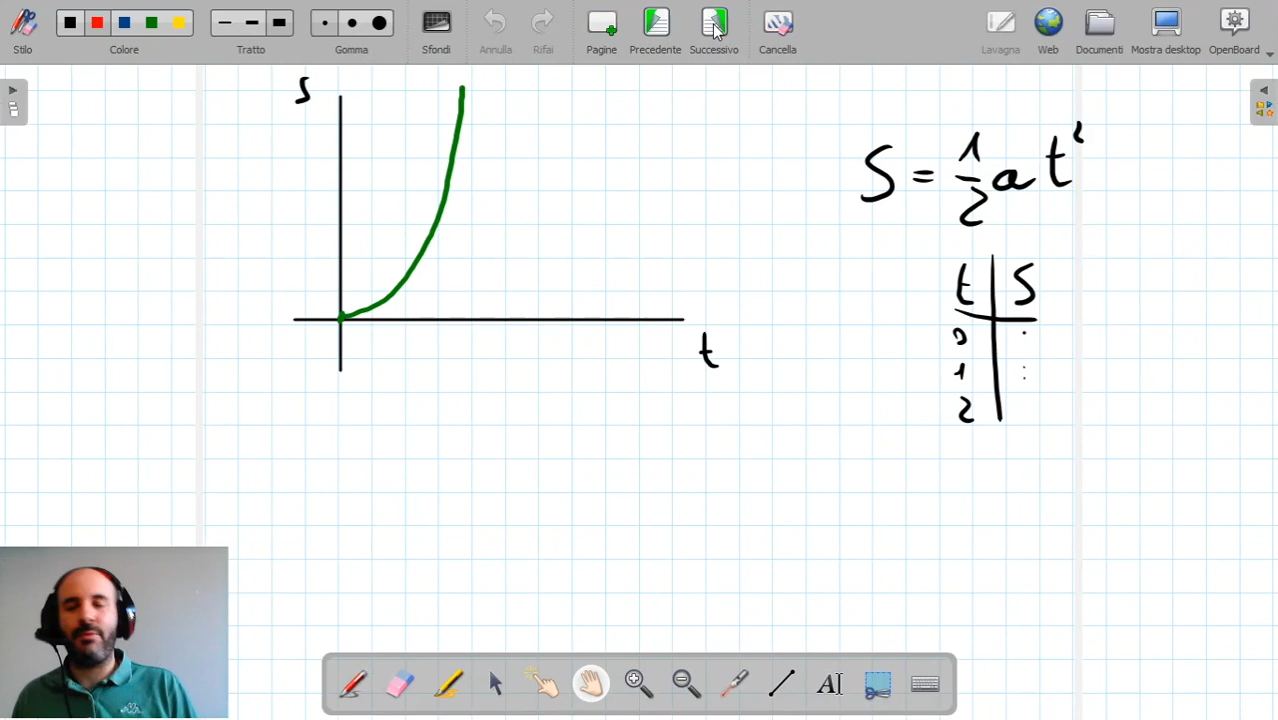 Stilo Colore Tratto Gomma Sfondi Annulla Rifai Pagine Precedente Successivo Cancella Lavagna Web Documenti Mostra desktop OpenBoard
s
S = 1/2 a t²
t S
0 .
1 :
2
t
A